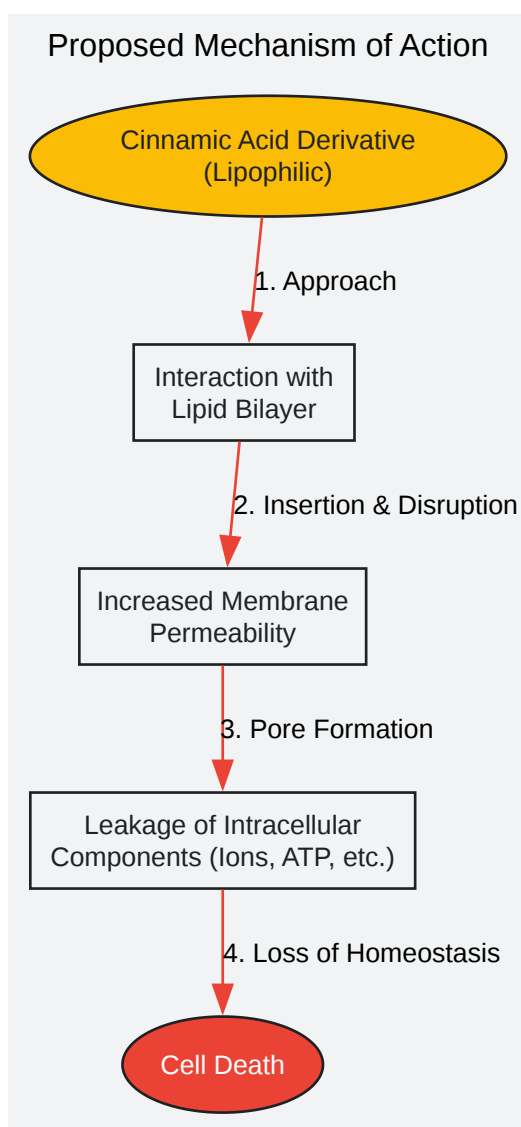 Proposed Mechanism of Action
Cinnamic Acid Derivative
(Lipophilic)
1. Approach
Interaction with
Lipid Bilayer
2. Insertion & Disruption
Increased Membrane
Permeability
3. Pore Formation
Leakage of Intracellular
Components (Ions, ATP, etc.)
4. Loss of Homeostasis
Cell Death